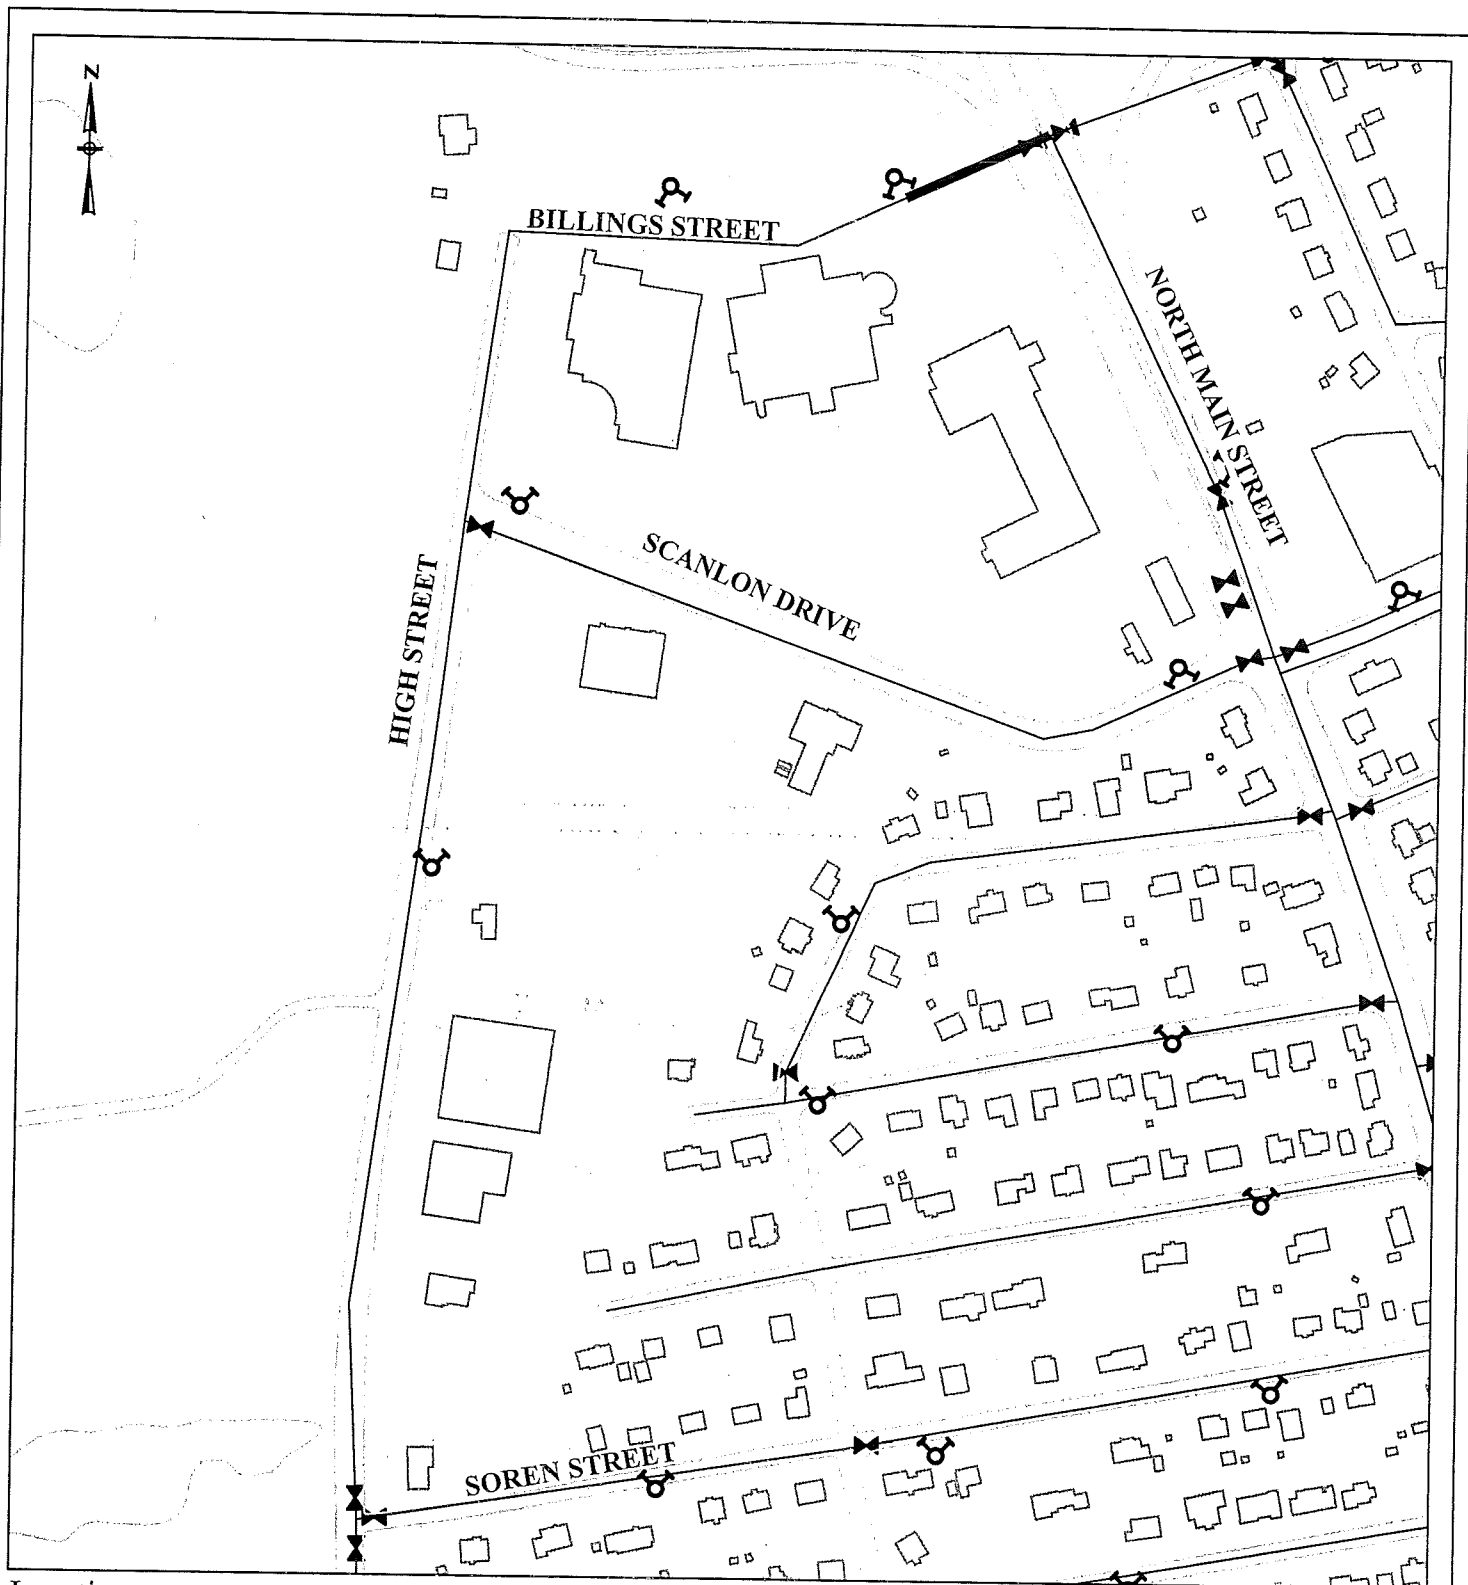 N
BILLINGS STREET
NORTH MAIN STREET
SCANLON DRIVE
HIGH STREET
SOREN STREET